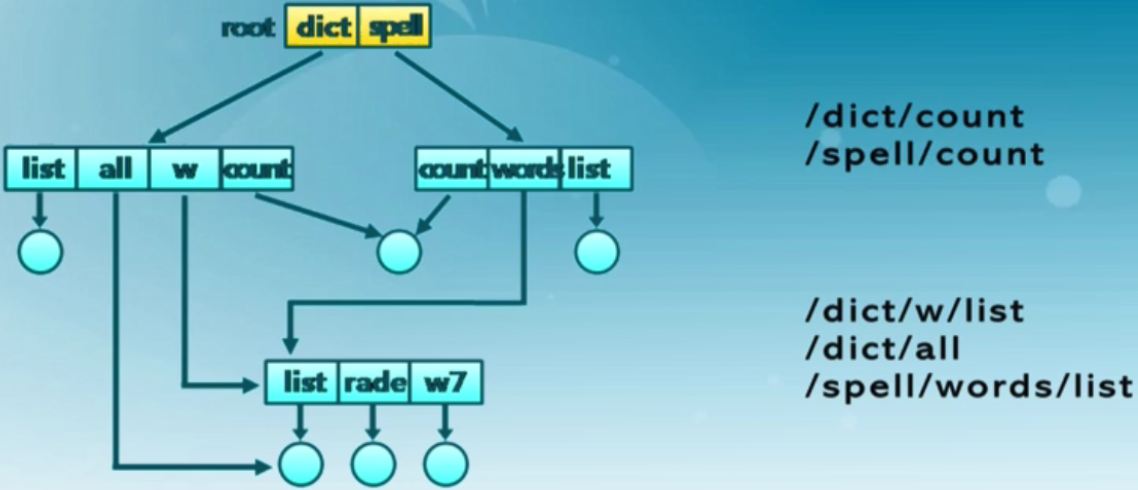 root dict spell
list all w count count words list
list rade w7
/dict/count
/spell/count
/dict/w/list
/dict/all
/spell/words/list